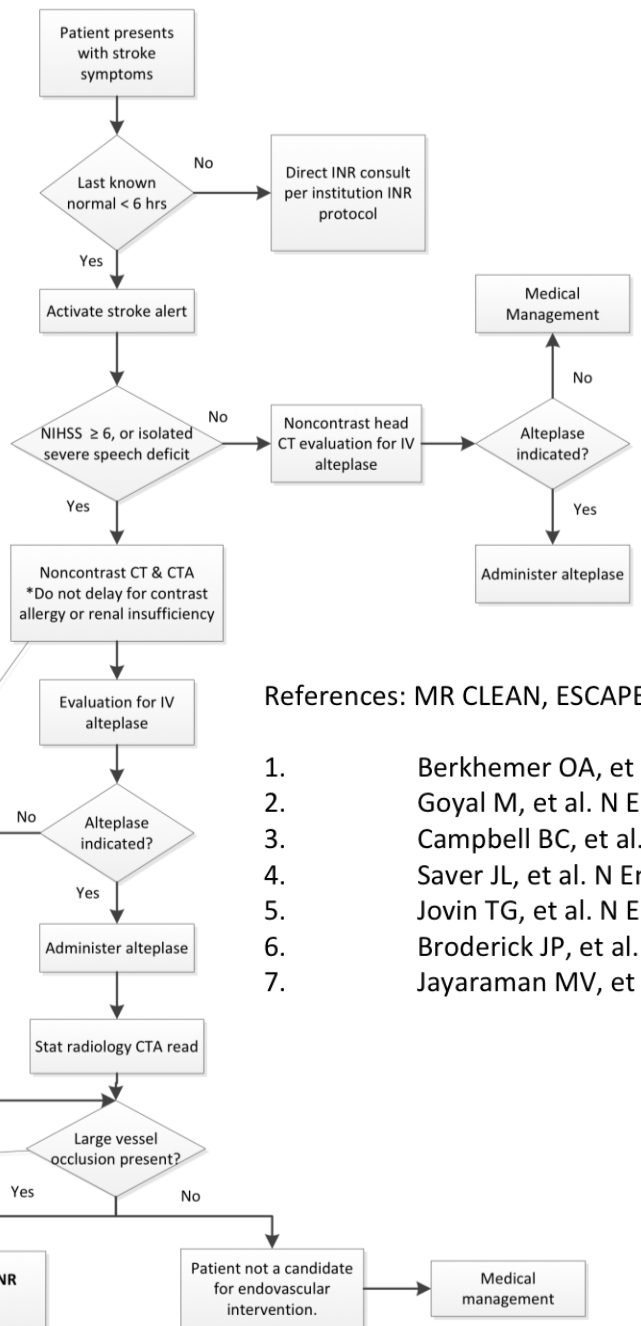 Patient presents
with stroke
symptoms
Last known
normal < 6 hrs
No
Direct INR consult
per institution INR
protocol
Yes
Activate stroke alert
NIHSS ≥ 6, or isolated
severe speech deficit
No
Noncontrast head
CT evaluation for IV
alteplase
Alteplase
indicated?
No
Medical
Management
Yes
Administer alteplase
Yes
Noncontrast CT & CTA
*Do not delay for contrast
allergy or renal insufficiency
Evaluation for IV
alteplase
Alteplase
indicated?
No
Yes
Administer alteplase
Stat radiology CTA read
Large vessel
occlusion present?
Yes
No
NR
Patient not a candidate
for endovascular
intervention.
Medical
management
References: MR CLEAN, ESCAPE
1. Berkhemer OA, et
2. Goyal M, et al. N E
3. Campbell BC, et al.
4. Saver JL, et al. N En
5. Jovin TG, et al. N E
6. Broderick JP, et al.
7. Jayaraman MV, et